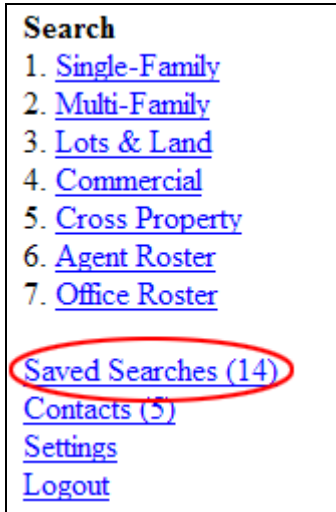 Search
1. Single-Family
2. Multi-Family
3. Lots & Land
4. Commercial
5. Cross Property
6. Agent Roster
7. Office Roster
Saved Searches (14)
Contacts (5)
Settings
Logout